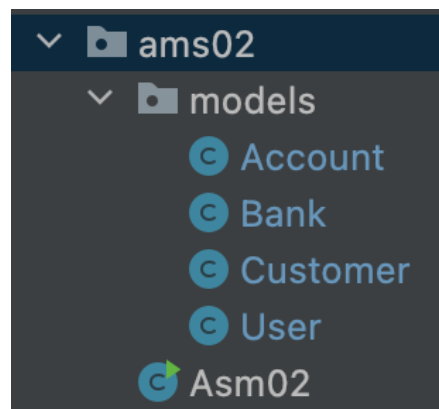 ams02
models
C Account
C Bank
C Customer
C User
C Asm02